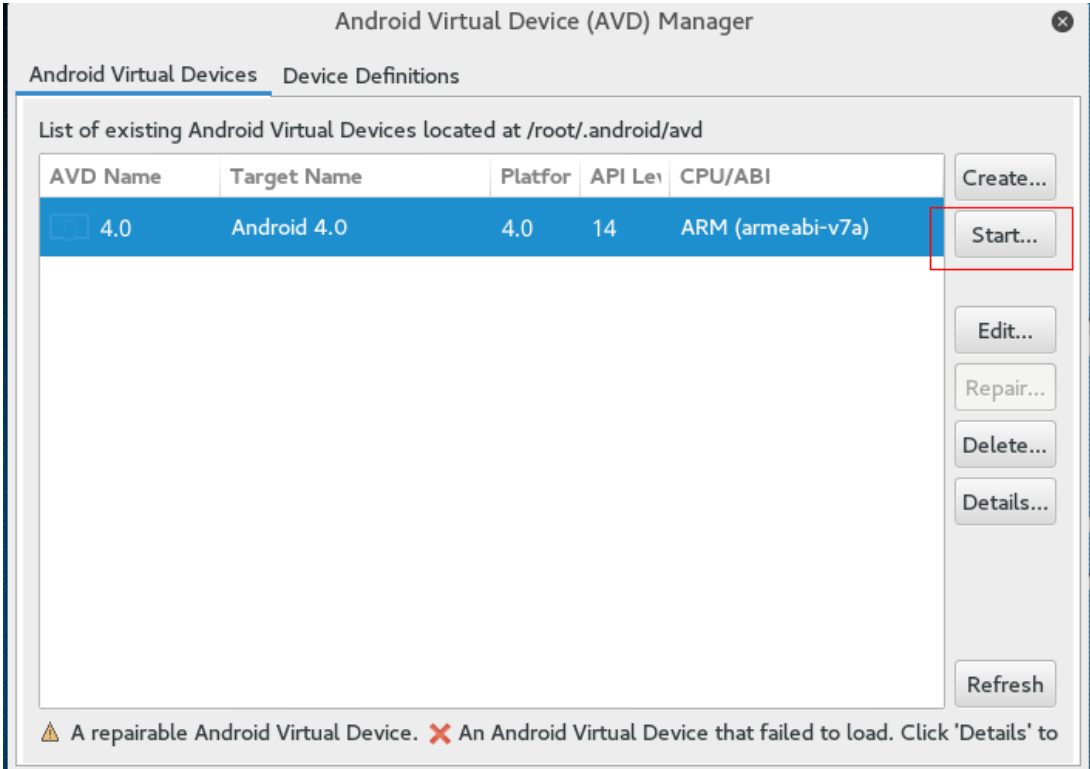 Android Virtual Device (AVD) Manager
Android Virtual Devices Device Definitions
List of existing Android Virtual Devices located at /root/.android/avd
AVD Name Target Name Platfor API Lev CPU/ABI
4.0 Android 4.0 4.0 14 ARM (armeabi-v7a)
Create...
Start...
Edit...
Repair...
Delete...
Details...
Refresh
A repairable Android Virtual Device. An Android Virtual Device that failed to load. Click 'Details' to